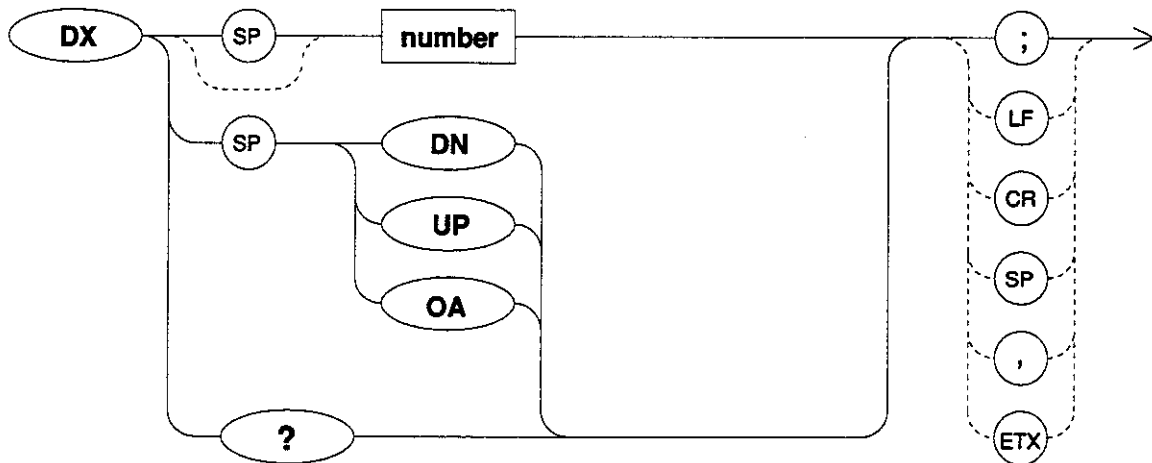 DX SP number ;
LF
SP DN
CR
UP
SP
OA
,
? ETX